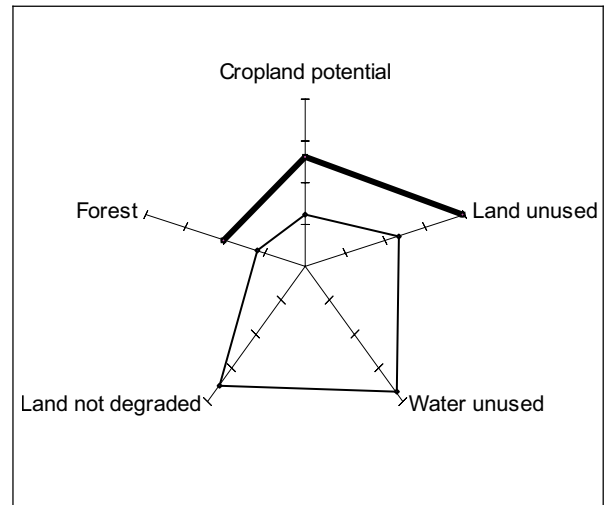 Cropland potential
Forest
Land unused
Land not degraded
Water unused